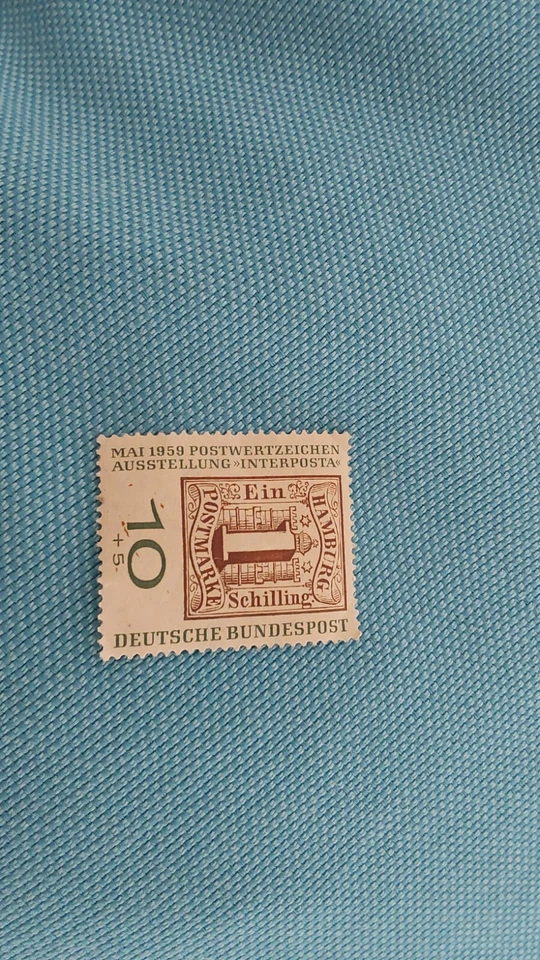 MAI 1959 POSTWERTZEICHEN
AUSSTELLUNG »INTERPOSTA«
10
+5
Ein
POSTMARKE
1
HAMBURG
Schilling.
DEUTSCHE BUNDESPOST